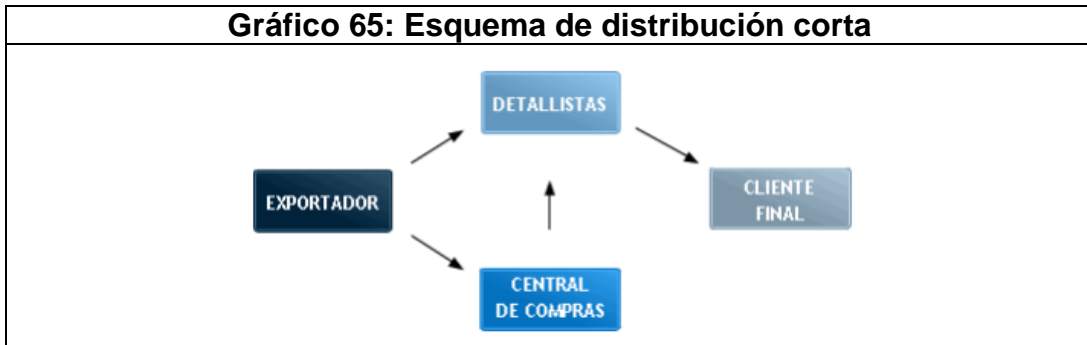 Gráfico 65: Esquema de distribución corta
DETALLISTAS
EXPORTADOR
CLIENTE
FINAL
CENTRAL
DE COMPRAS